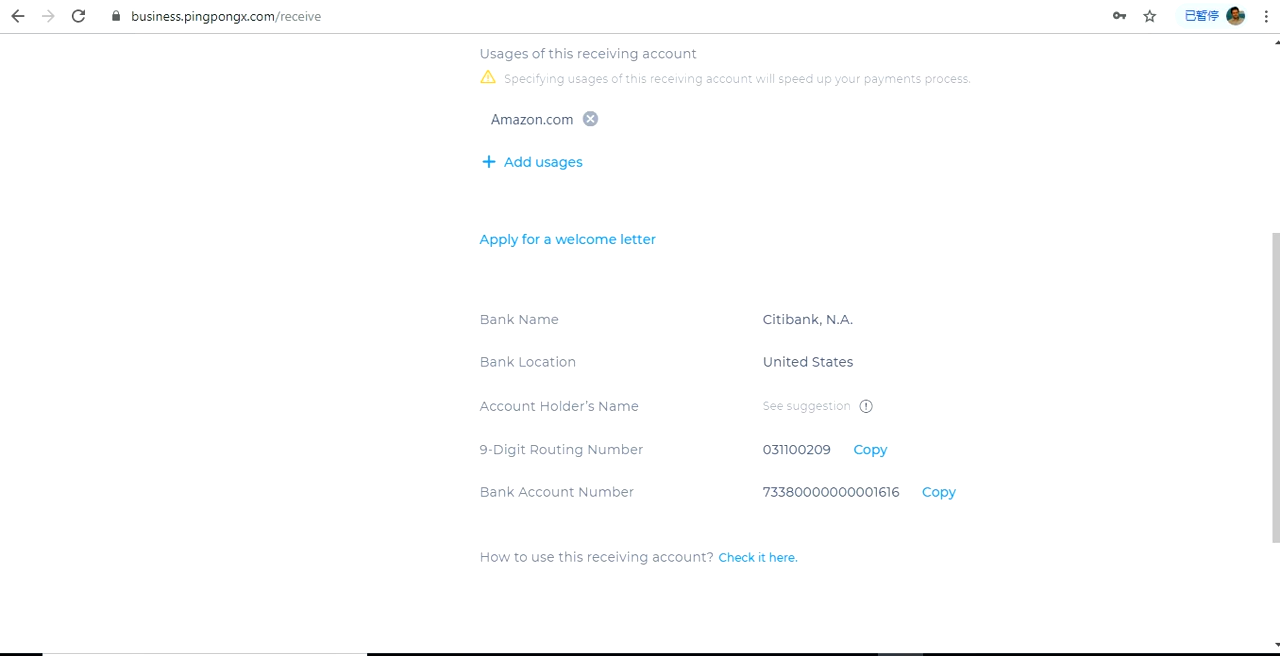 business.pingpongx.com/receive
已暂停
Usages of this receiving account
Specifying usages of this receiving account will speed up your payments process.
Amazon.com
+ Add usages
Apply for a welcome letter
Bank Name Citibank, N.A.
Bank Location United States
Account Holder’s Name See suggestion
9-Digit Routing Number 031100209 Copy
Bank Account Number 73380000000001616 Copy
How to use this receiving account? Check it here.